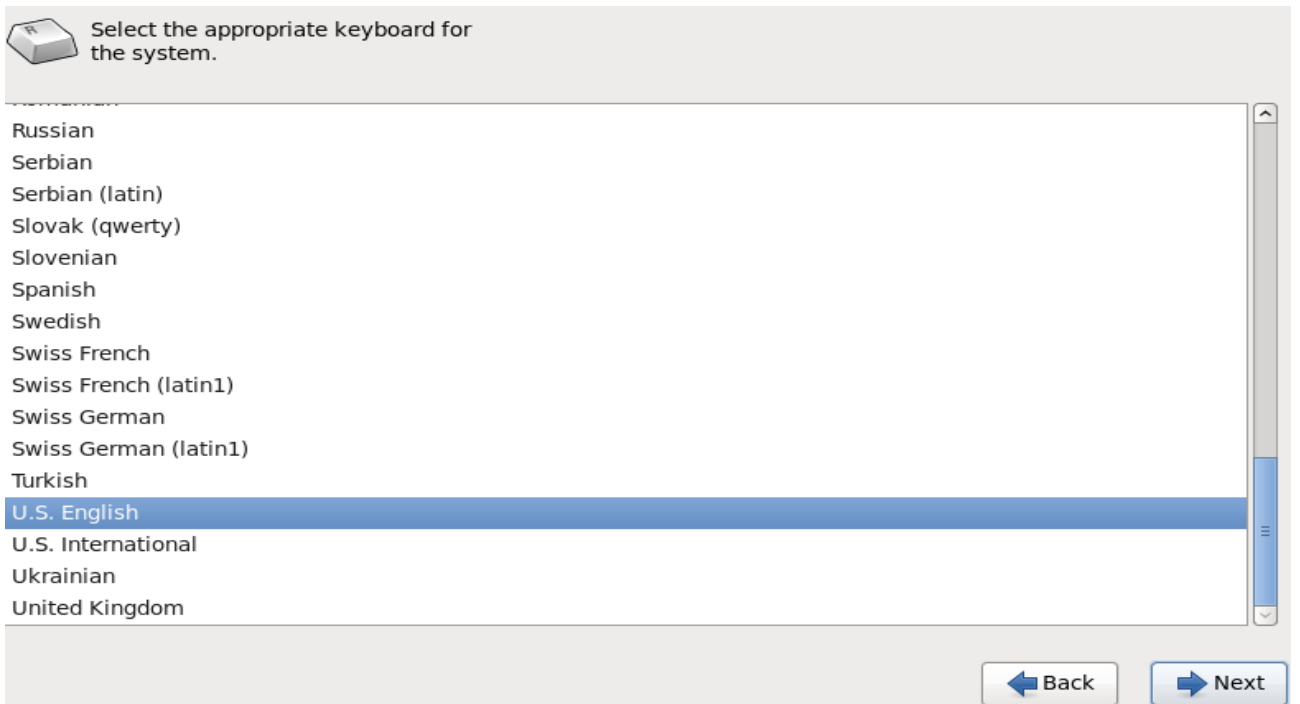 R
Select the appropriate keyboard for
the system.
Russian
Serbian
Serbian (latin)
Slovak (qwerty)
Slovenian
Spanish
Swedish
Swiss French
Swiss French (latin1)
Swiss German
Swiss German (latin1)
Turkish
U.S. English
U.S. International
Ukrainian
United Kingdom
Back
Next